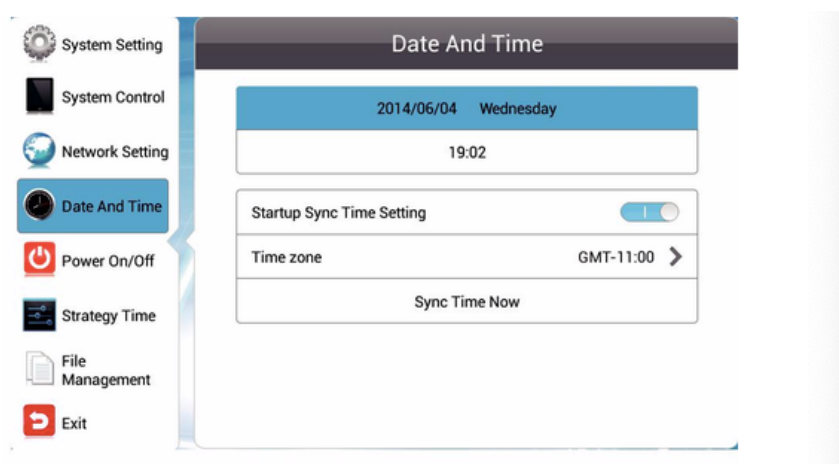 System Setting
System Control
Network Setting
Date And Time
Power On/Off
Strategy Time
File
Management
Exit
Date And Time
2014/06/04 Wednesday
19:02
Startup Sync Time Setting
Time zone GMT-11:00
Sync Time Now